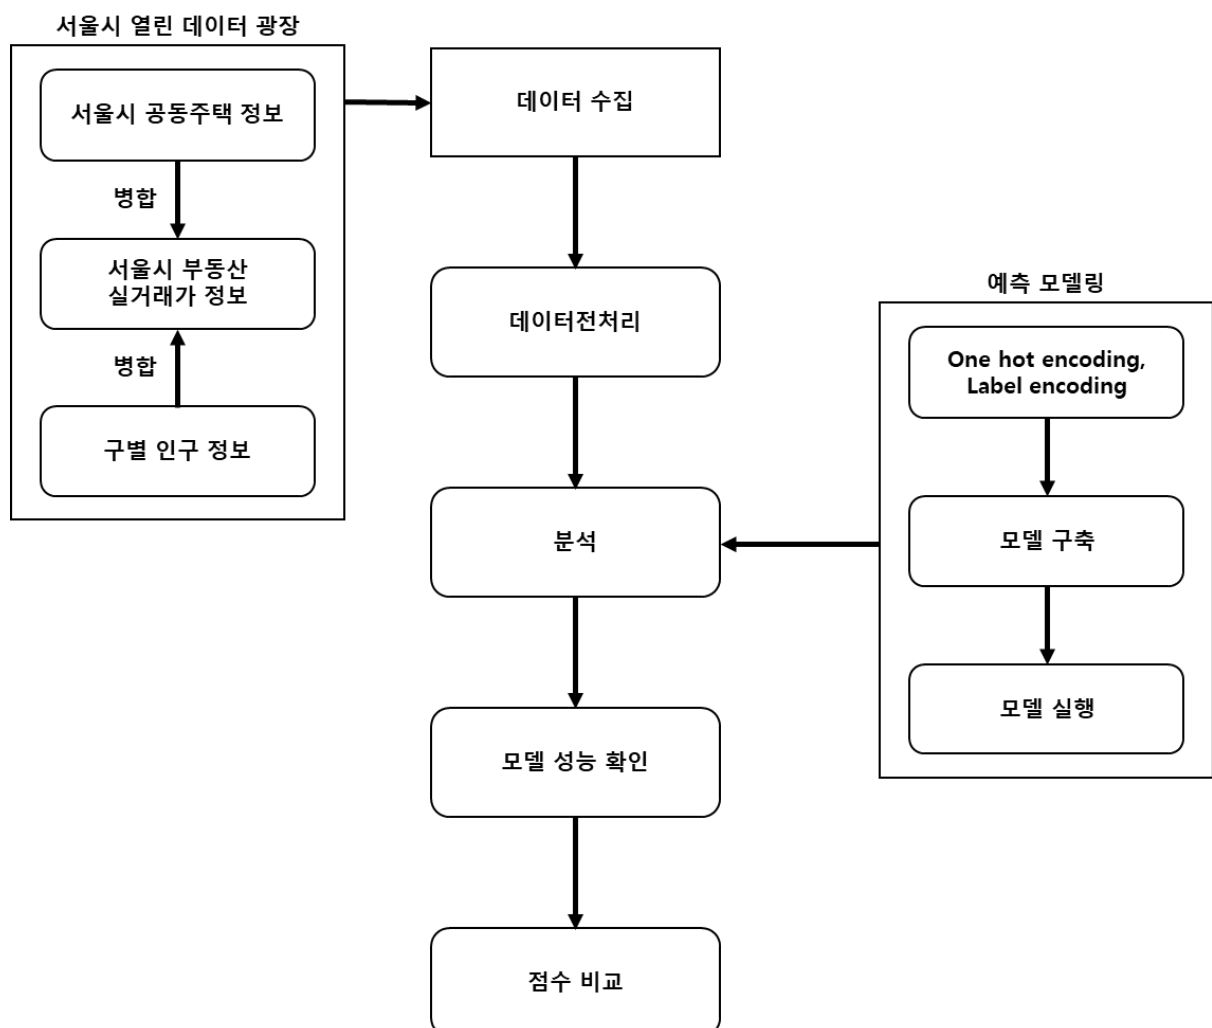 서울시 열린 데이터 광장
서울시 공동주택 정보
병합
서울시 부동산
실거래가 정보
병합
구별 인구 정보
데이터 수집
데이터전처리
분석
모델 성능 확인
점수 비교
예측 모델링
One hot encoding,
Label encoding
모델 구축
모델 실행